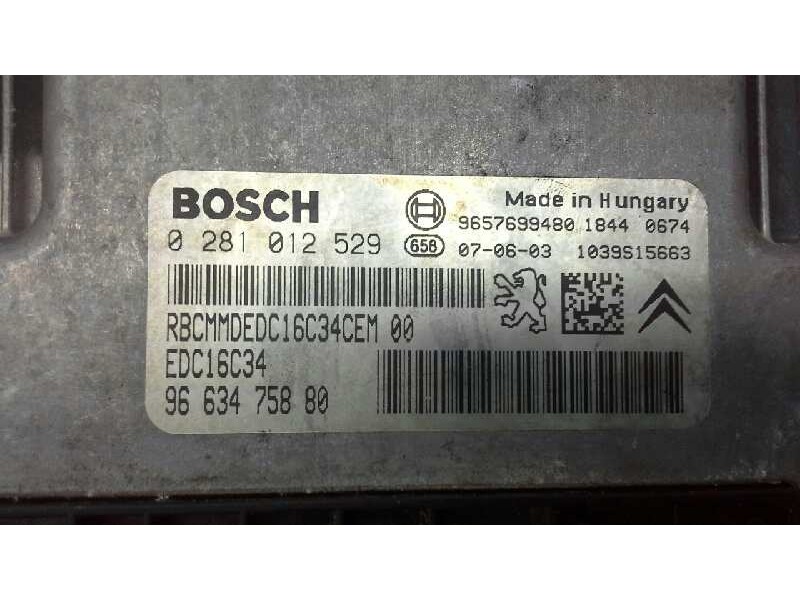 BOSCH
Made in Hungary
9657699480 1844 0674
0 281 012 529
656 07-06-03 1039S15663
RBCMMDEDC16C34CEM 00
EDC16C34
96 634 758 80